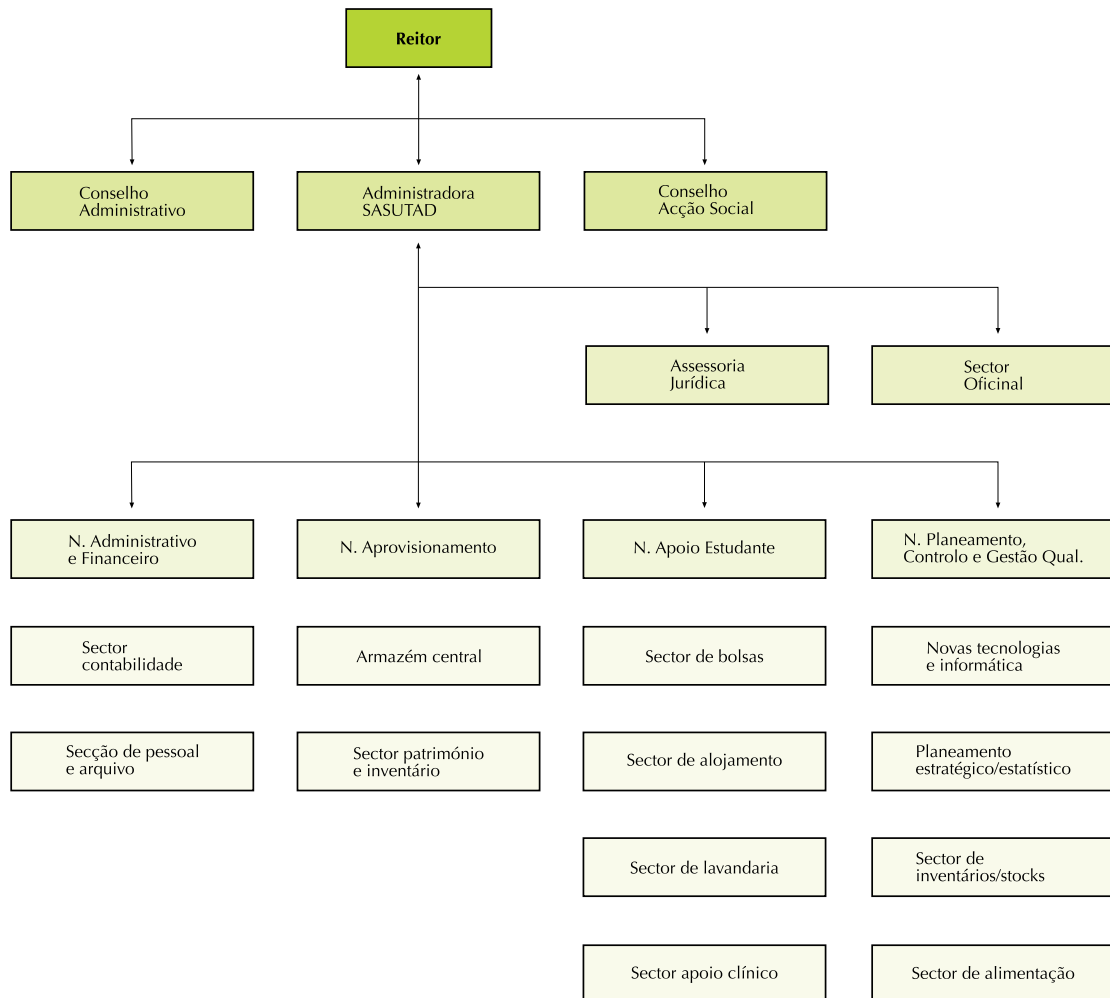 Reitor
Conselho
Administrativo
Administradora
SASUTAD
Conselho
Acção Social
Assessoria
Jurídica
Sector
Oficinal
N. Administrativo
e Financeiro
N. Aprovisionamento
N. Apoio Estudante
N. Planeamento,
Controlo e Gestão Qual.
Sector
contabilidade
Armazém central
Sector de bolsas
Novas tecnologias
e informática
Secção de pessoal
e arquivo
Sector património
e inventário
Sector de alojamento
Planeamento
estratégico/estatístico
Sector de lavandaria
Sector de
inventários/stocks
Sector apoio clínico
Sector de alimentação